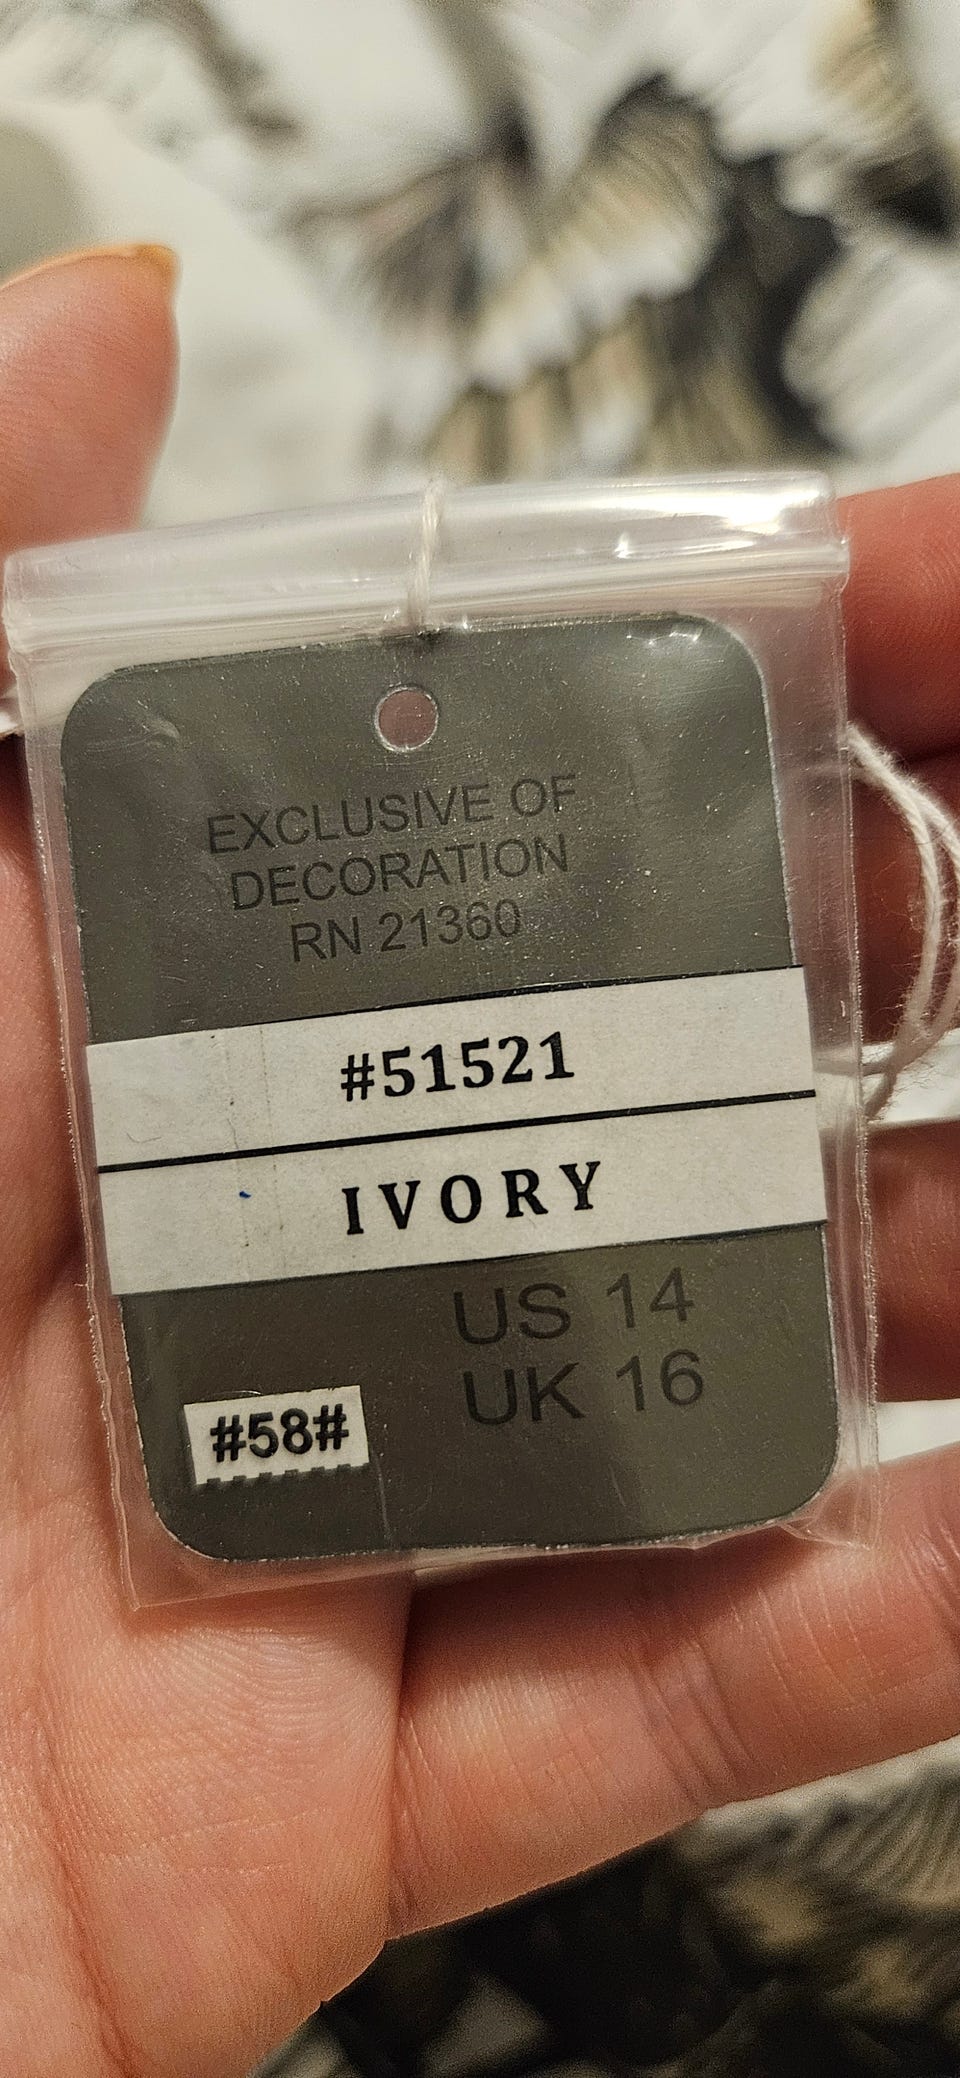 EXCLUSIVE OF
DECORATION
RN 21360
#51521
IVORY
US 14
UK 16
#58#